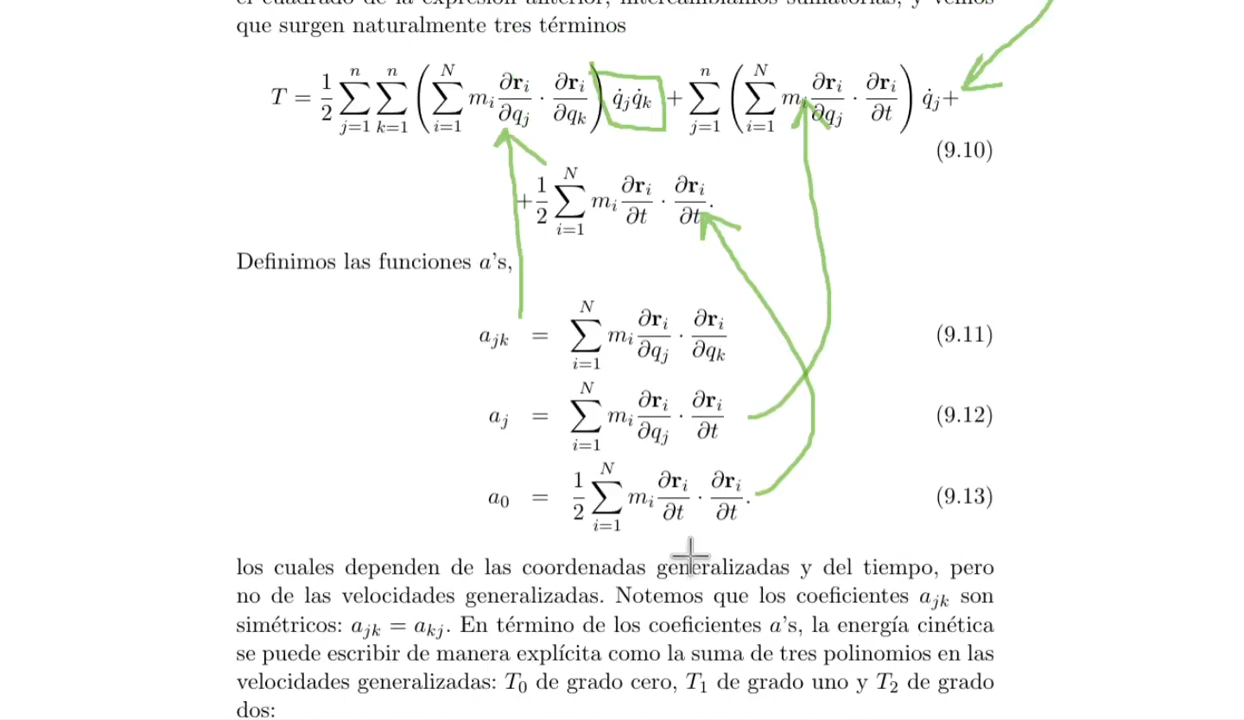 el cuadrado de la expresión anterior, intercambiamos sumatorias, y vemos
que surgen naturalmente tres términos
T = \frac{1}{2} \sum_{j=1}^{n} \sum_{k=1}^{n} \left( \sum_{i=1}^{N} m_i \frac{\partial \mathbf{r}_i}{\partial q_j} \cdot \frac{\partial \mathbf{r}_i}{\partial q_k} \right) \dot{q}_j \dot{q}_k + \sum_{j=1}^{n} \left( \sum_{i=1}^{N} m_i \frac{\partial \mathbf{r}_i}{\partial q_j} \cdot \frac{\partial \mathbf{r}_i}{\partial t} \right) \dot{q}_j +
(9.10)
+ \frac{1}{2} \sum_{i=1}^{N} m_i \frac{\partial \mathbf{r}_i}{\partial t} \cdot \frac{\partial \mathbf{r}_i}{\partial t}.
Definimos las funciones a's,
a_{jk} = \sum_{i=1}^{N} m_i \frac{\partial \mathbf{r}_i}{\partial q_j} \cdot \frac{\partial \mathbf{r}_i}{\partial q_k} (9.11)
a_j = \sum_{i=1}^{N} m_i \frac{\partial \mathbf{r}_i}{\partial q_j} \cdot \frac{\partial \mathbf{r}_i}{\partial t} (9.12)
a_0 = \frac{1}{2} \sum_{i=1}^{N} m_i \frac{\partial \mathbf{r}_i}{\partial t} \cdot \frac{\partial \mathbf{r}_i}{\partial t}. (9.13)
los cuales dependen de las coordenadas generalizadas y del tiempo, pero
no de las velocidades generalizadas. Notemos que los coeficientes a_{jk} son
simétricos: a_{jk} = a_{kj}. En término de los coeficientes a's, la energía cinética
se puede escribir de manera explícita como la suma de tres polinomios en las
velocidades generalizadas: T_0 de grado cero, T_1 de grado uno y T_2 de grado
dos: